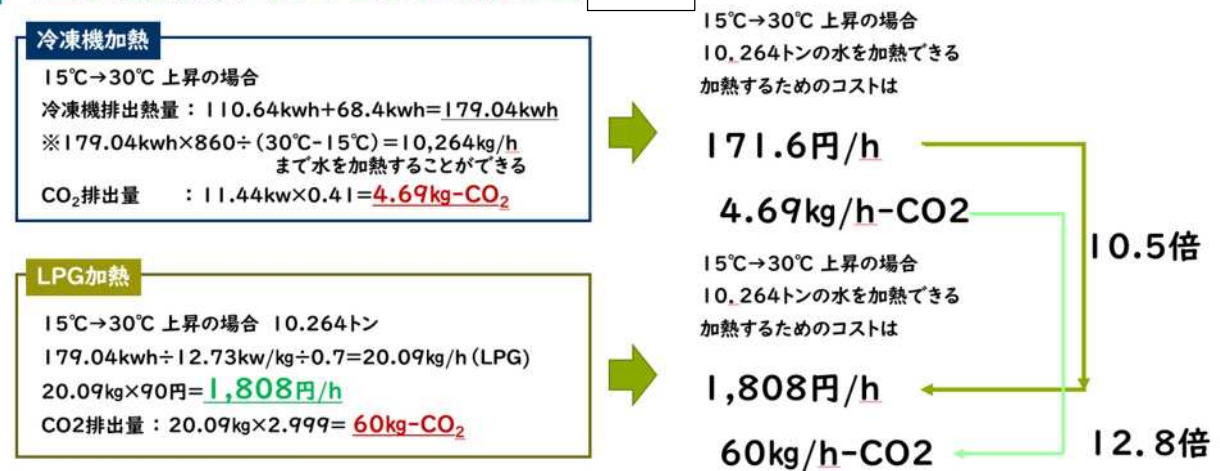 冷凍機加熱
15℃→30℃ 上昇の場合
冷凍機排出熱量：110.64kwh+68.4kwh=179.04kwh
※179.04kwh×860÷(30℃-15℃)=10,264kg/h
まで水を加熱することができる
CO₂排出量　：11.44kw×0.41=4.69kg-CO₂
15℃→30℃ 上昇の場合
10.264トンの水を加熱できる
加熱するためのコストは
171.6円/h
4.69kg/h-CO2
LPG加熱
15℃→30℃ 上昇の場合 10.264トン
179.04kwh÷12.73kw/kg÷0.7=20.09kg/h(LPG)
20.09kg×90円=1,808円/h
CO2排出量：20.09kg×2.999= 60kg-CO₂
15℃→30℃ 上昇の場合
10.264トンの水を加熱できる
加熱するためのコストは
1,808円/h
60kg/h-CO2
10.5倍
12.8倍